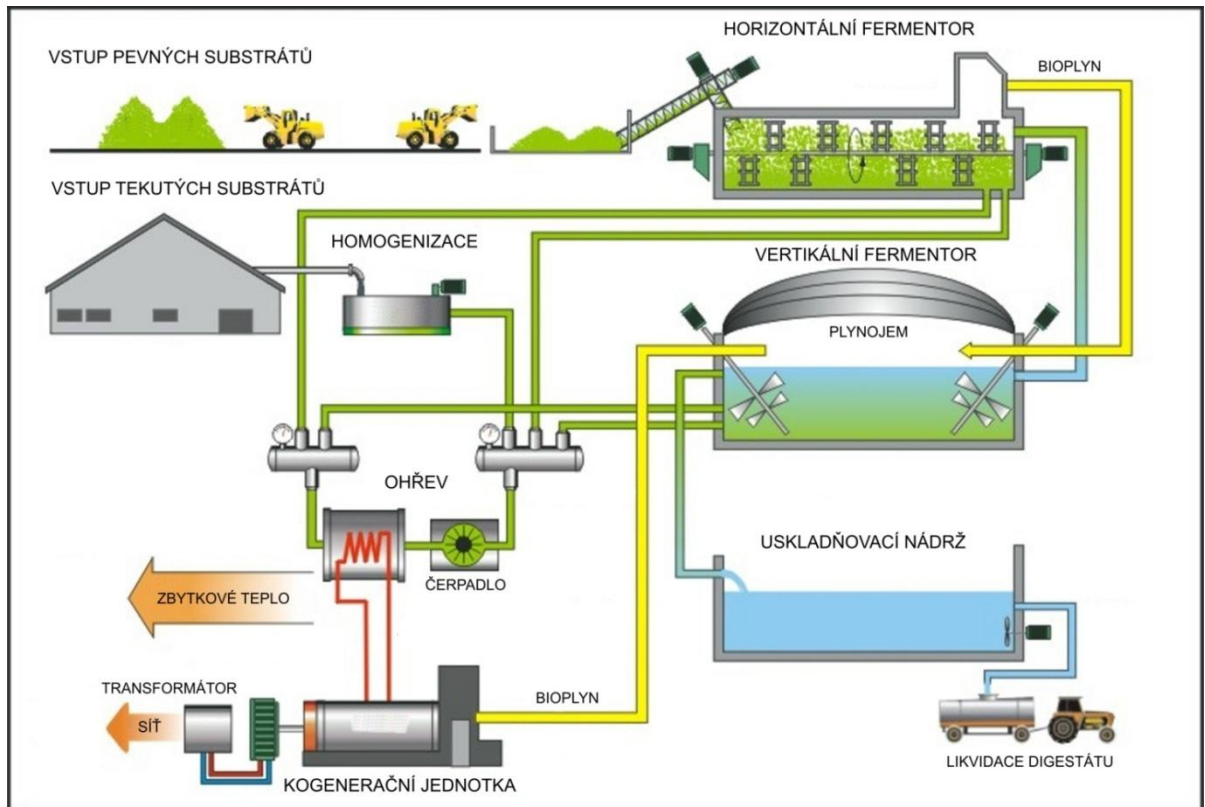 HORIZONTÁLNÍ FERMENTOR
VSTUP PEVNÝCH SUBSTRÁTŮ
BIOPLYN
VSTUP TEKUTÝCH SUBSTRÁTŮ
HOMOGENIZACE
VERTIKÁLNÍ FERMENTOR
PLYNOJEM
OHŘEV
USKLADŇOVACÍ NÁDRŽ
ČERPADLO
ZBYTKOVÉ TEPLO
TRANSFORMÁTOR
BIOPLYN
SÍŤ
LIKVIDACE DIGESTÁTU
KOGENERAČNÍ JEDNOTKA